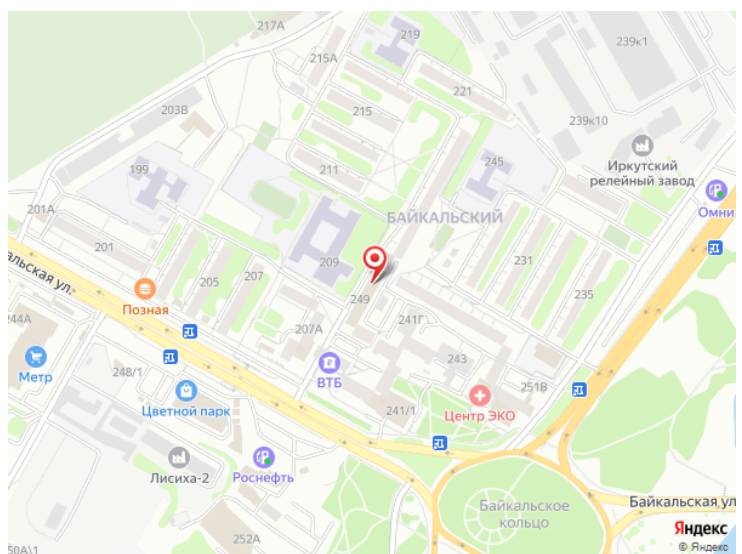 217А
219
239к1
215А
221
203В
215
239к10
Иркутский
релейный завод
199
211
245
Омни
201А
БАЙКАЛЬСКИЙ
201
209
231
205
207
235
кальская ул.
Позная
249
207А
241Г
244А
243
Метр
248/1
ВТБ
251В
Цветной парк
241/1
Центр ЭКО
Лисиха-2
Роснефть
Байкальское
кольцо
Байкальская ул
252А
50А\1
Яндекс
© Яндекс